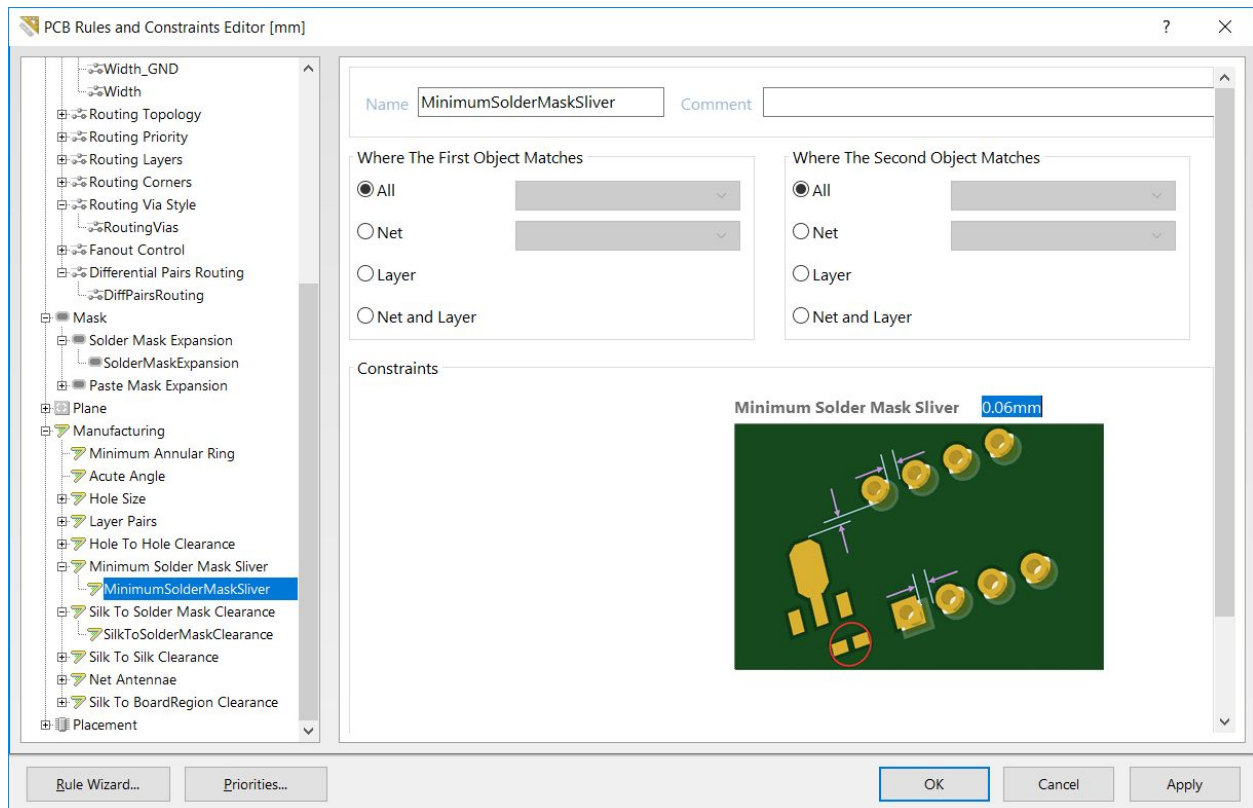 PCB Rules and Constraints Editor [mm]
?
Width_GND
Width
Routing Topology
Routing Priority
Routing Layers
Routing Corners
Routing Via Style
RoutingVias
Fanout Control
Differential Pairs Routing
DiffPairsRouting
Mask
Solder Mask Expansion
SolderMaskExpansion
Paste Mask Expansion
Plane
Manufacturing
Minimum Annular Ring
Acute Angle
Hole Size
Layer Pairs
Hole To Hole Clearance
Minimum Solder Mask Sliver
MinimumSolderMaskSliver
Silk To Solder Mask Clearance
SilkToSolderMaskClearance
Silk To Silk Clearance
Net Antennae
Silk To BoardRegion Clearance
Placement
Name MinimumSolderMaskSliver Comment
Where The First Object Matches
All
Net
Layer
Net and Layer
Where The Second Object Matches
All
Net
Layer
Net and Layer
Constraints
Minimum Solder Mask Sliver 0.06mm
Rule Wizard... Priorities... OK Cancel Apply